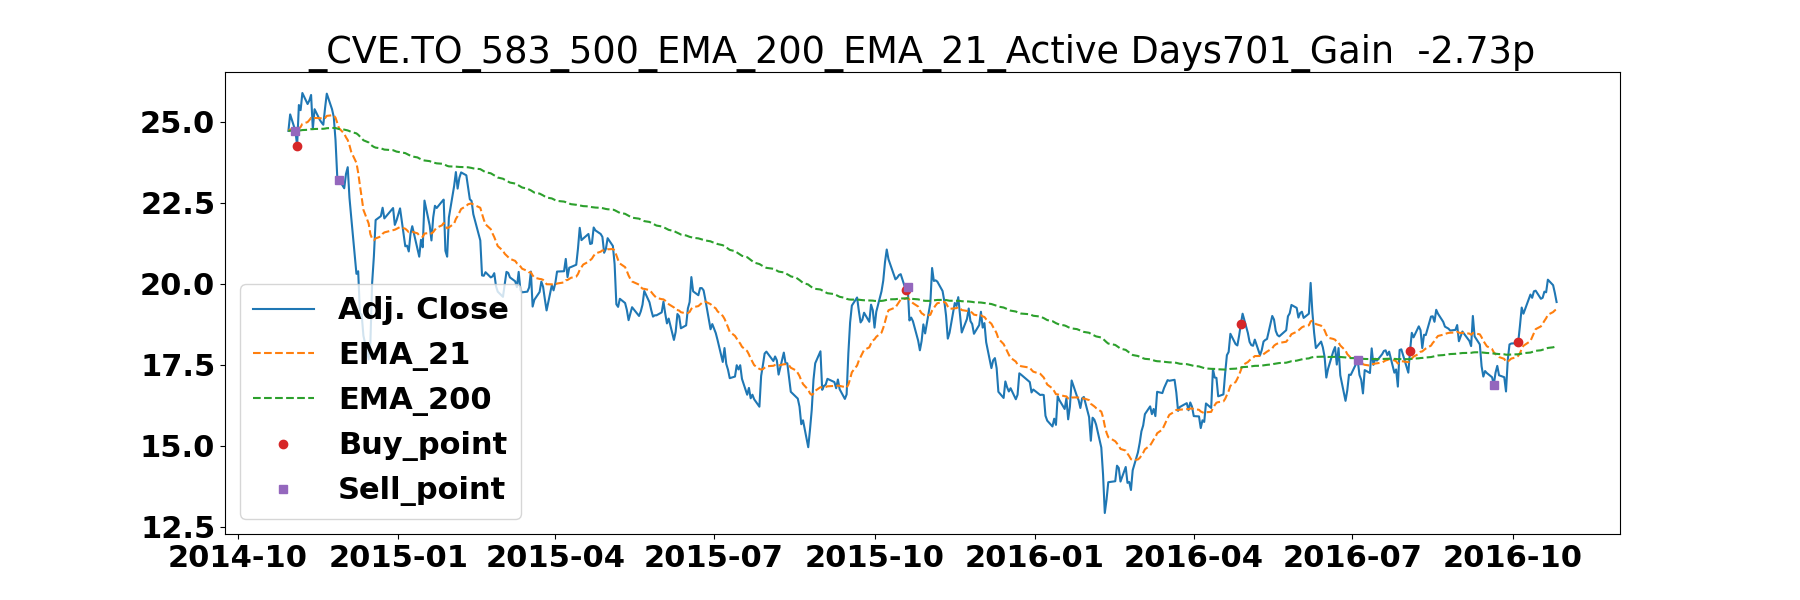 _CVE.TO_583_500_EMA_200_EMA_21_Active Days701_Gain  -2.73p
25.0
22.5
20.0
17.5
15.0
12.5
Adj. Close
EMA_21
EMA_200
Buy_point
Sell_point
2014-10 2015-01 2015-04 2015-07 2015-10 2016-01 2016-04 2016-07 2016-10